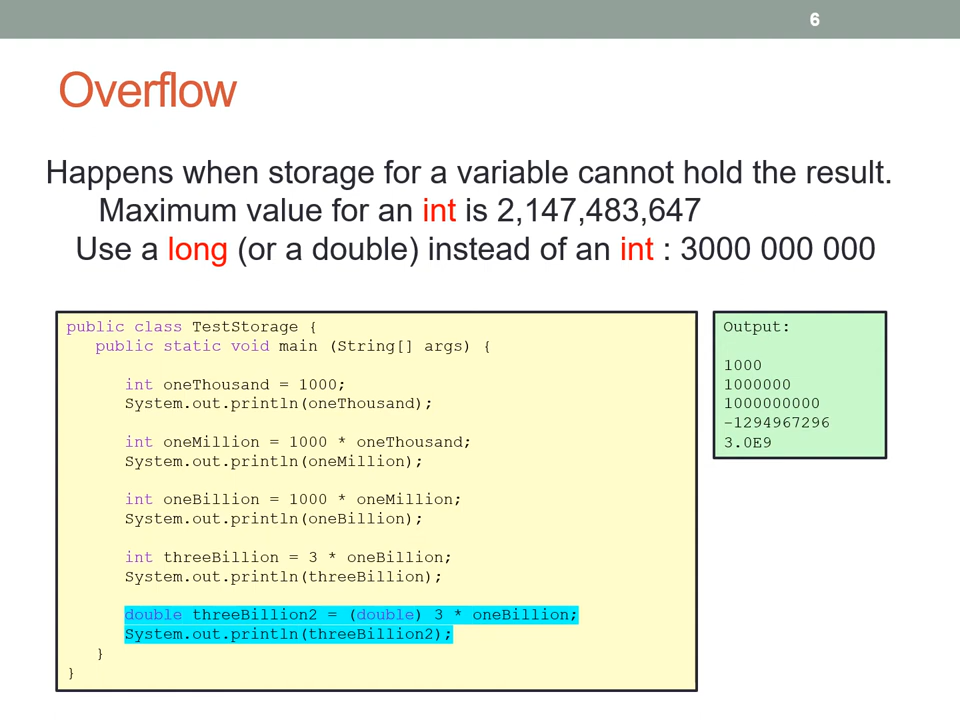 6
Overflow
Happens when storage for a variable cannot hold the result.
Maximum value for an int is 2,147,483,647
Use a long (or a double) instead of an int : 3000 000 000
public class TestStorage {
public static void main (String[] args) {
int oneThousand = 1000;
System.out.println(oneThousand);
int oneMillion = 1000 * oneThousand;
System.out.println(oneMillion);
int oneBillion = 1000 * oneMillion;
System.out.println(oneBillion);
int threeBillion = 3 * oneBillion;
System.out.println(threeBillion);
double threeBillion2 = (double) 3 * oneBillion;
System.out.println(threeBillion2);
}
}
Output:
1000
1000000
1000000000
-1294967296
3.0E9